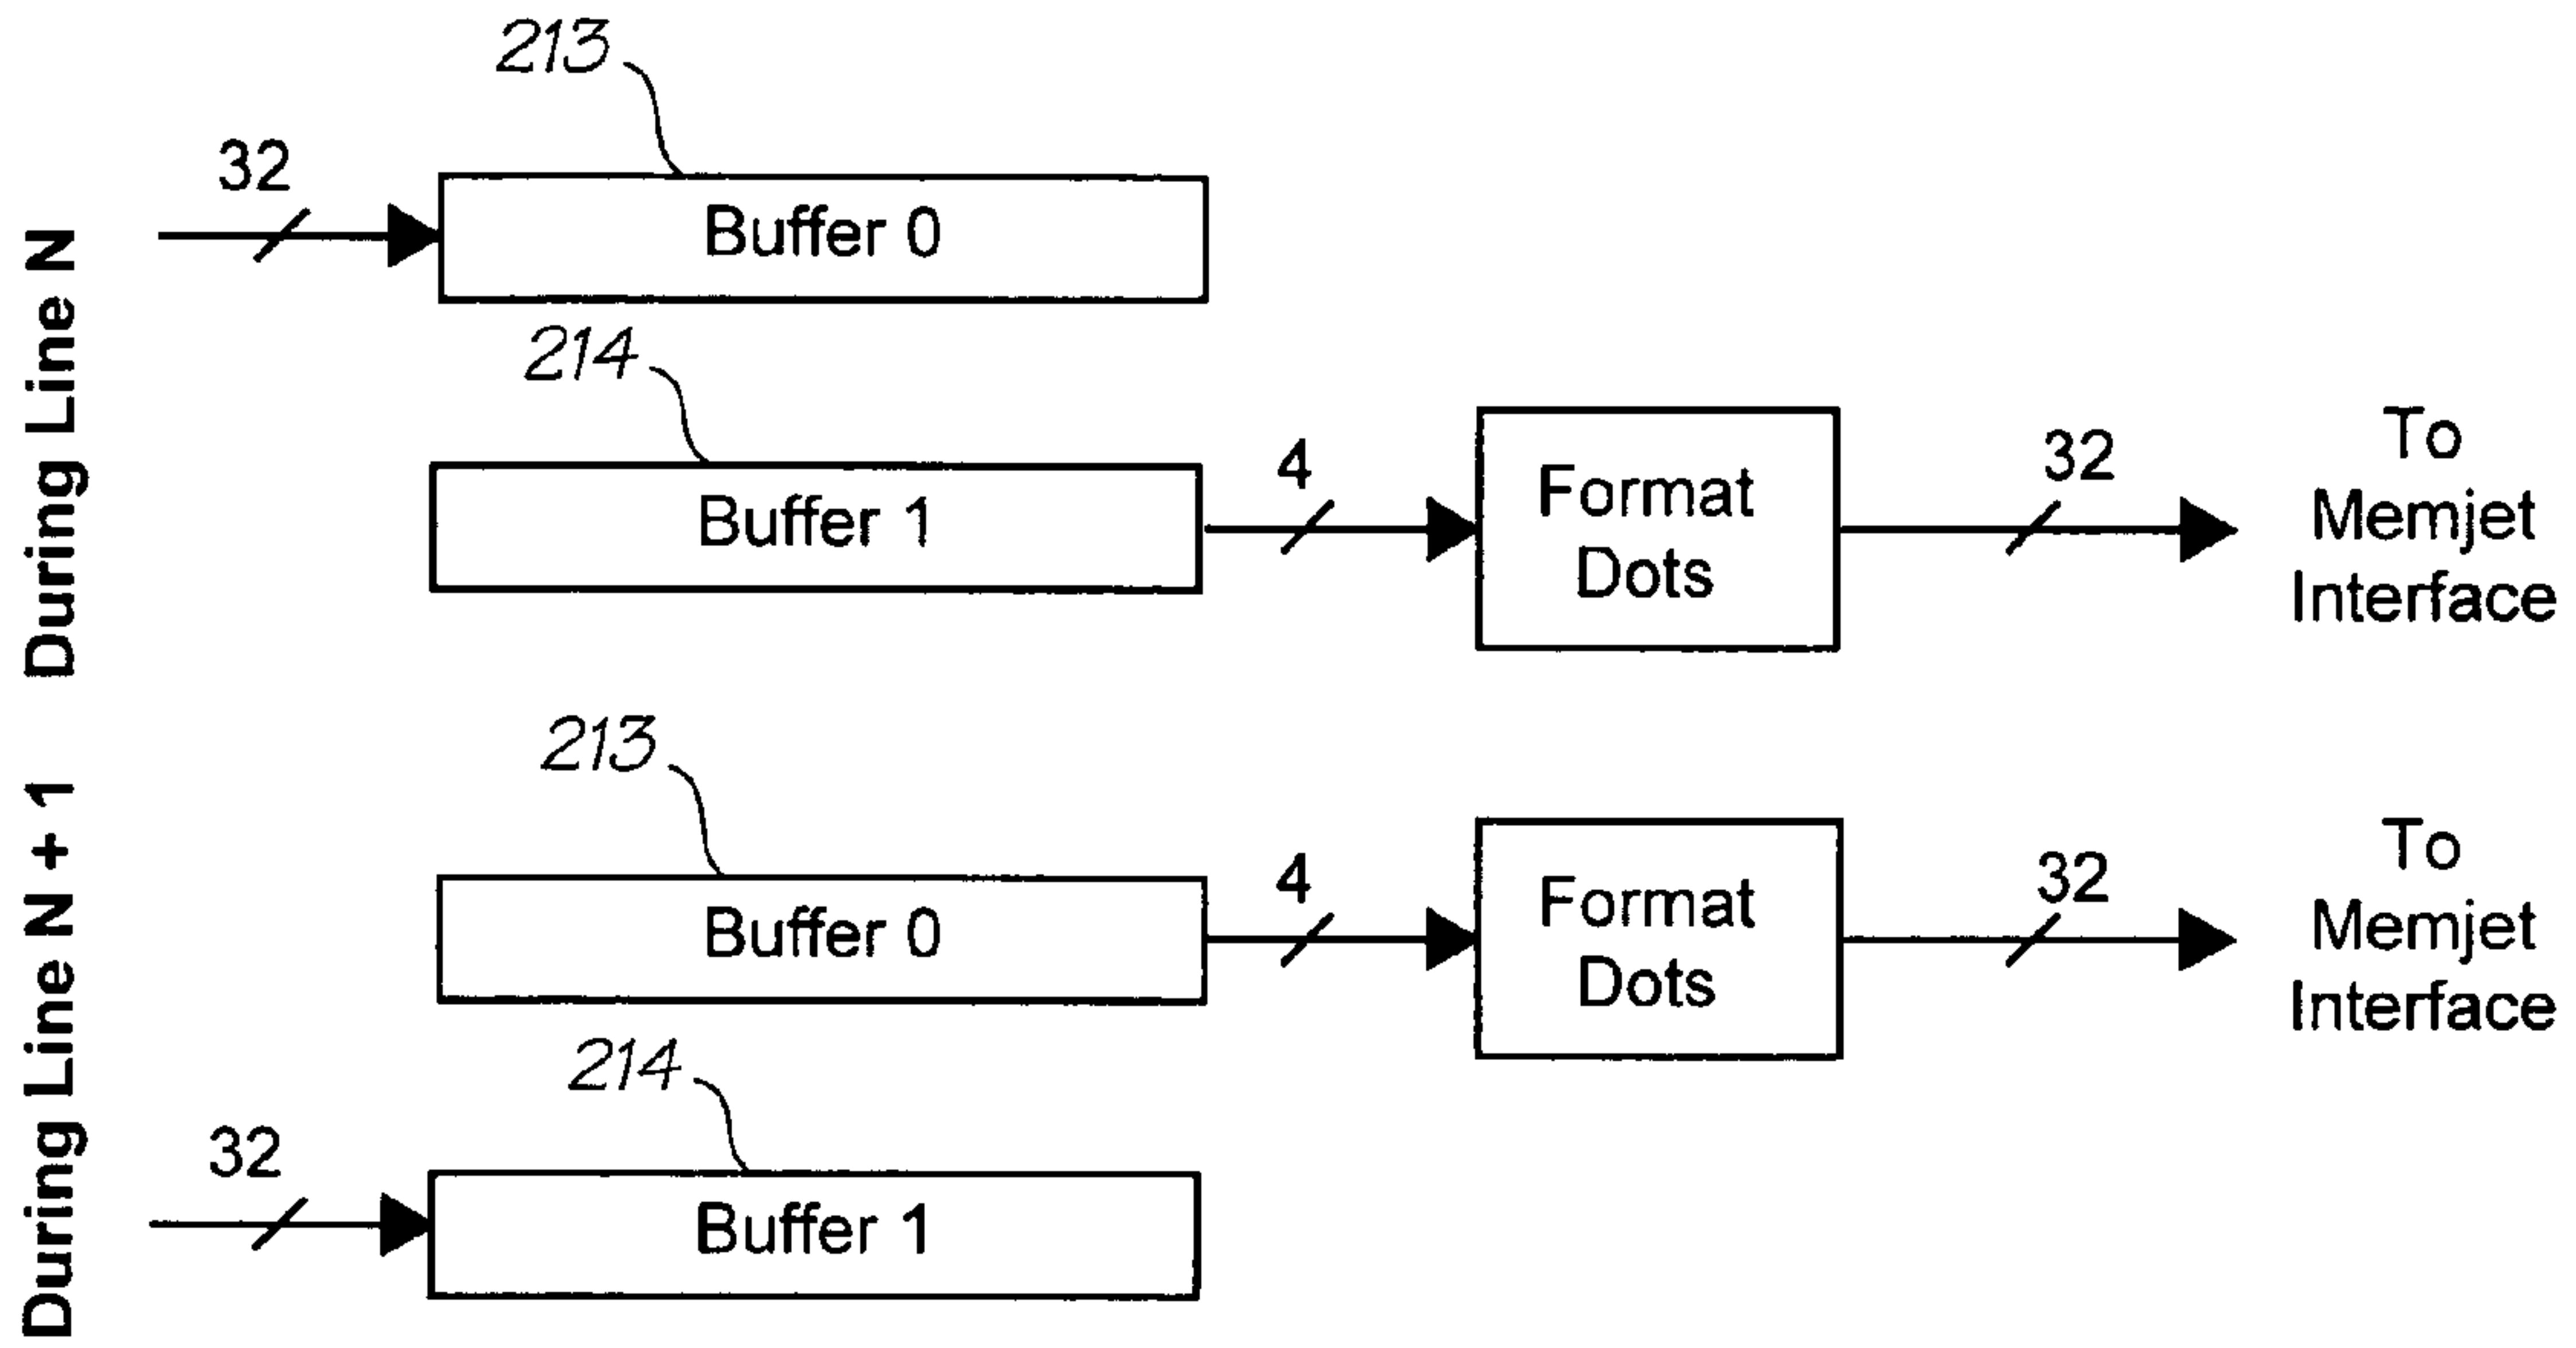 During Line N
213
32
Buffer 0
214
Buffer 1
4
Format
Dots
32
To
Memjet
Interface
During Line N + 1
213
Buffer 0
4
Format
Dots
32
To
Memjet
Interface
214
32
Buffer 1